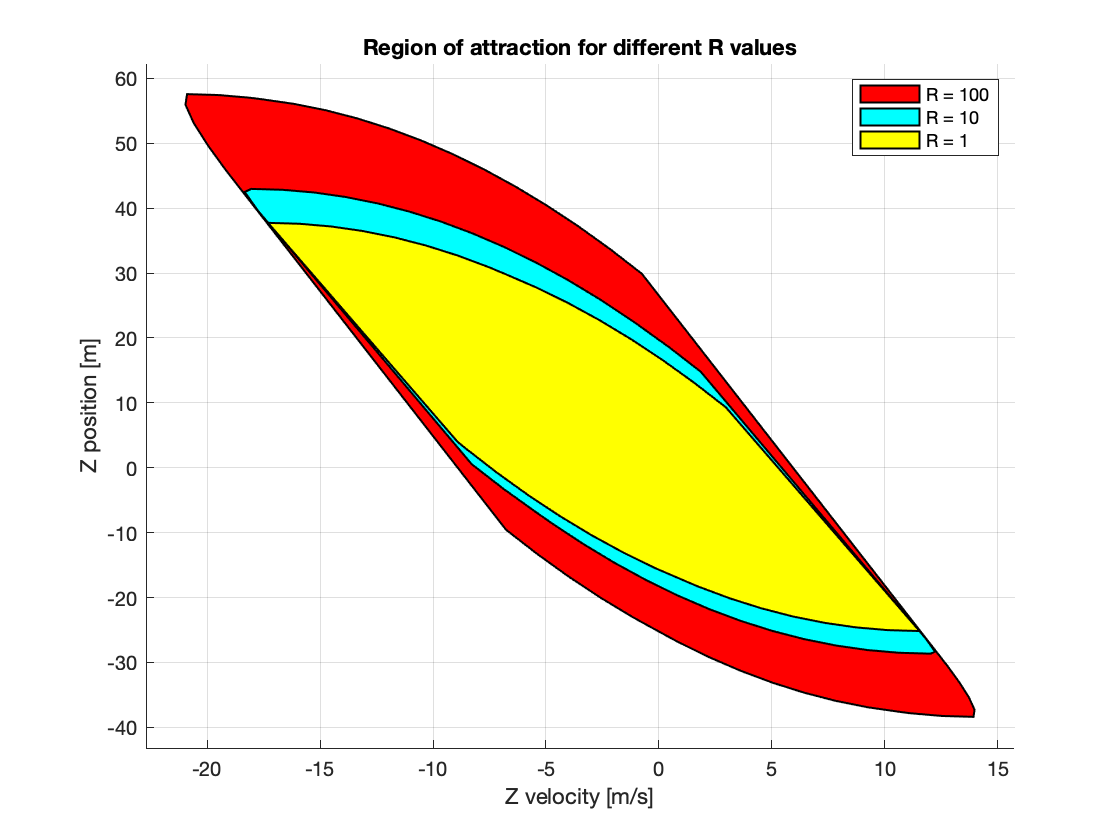 Region of attraction for different R values
R = 100
R = 10
R = 1
60
50
40
30
20
10
0
-10
-20
-30
-40
Z position [m]
-20 -15 -10 -5 0 5 10 15
Z velocity [m/s]